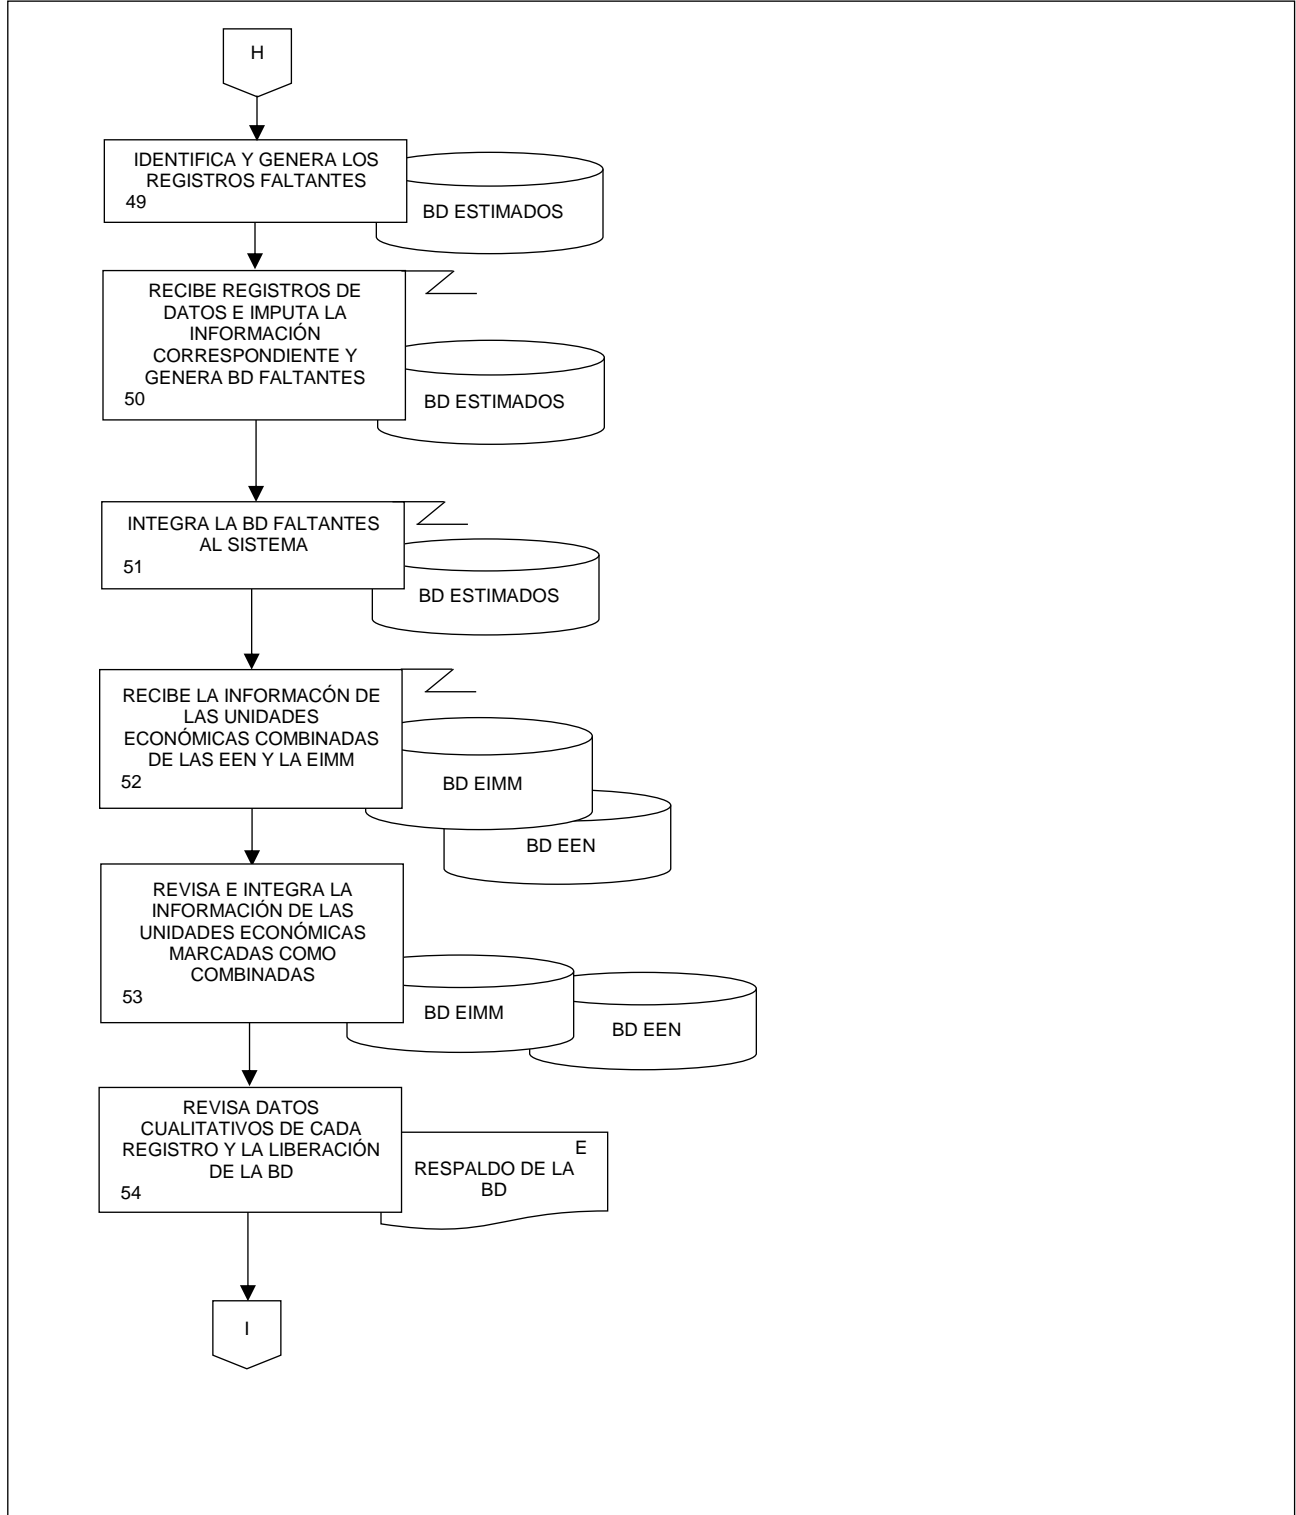 H
IDENTIFICA Y GENERA LOS
REGISTROS FALTANTES
49
BD ESTIMADOS
RECIBE REGISTROS DE
DATOS E IMPUTA LA
INFORMACIÓN
CORRESPONDIENTE Y
GENERA BD FALTANTES
50
BD ESTIMADOS
INTEGRA LA BD FALTANTES
AL SISTEMA
51
BD ESTIMADOS
RECIBE LA INFORMACÓN DE
LAS UNIDADES
ECONÓMICAS COMBINADAS
DE LAS EEN Y LA EIMM
52
BD EIMM
BD EEN
REVISA E INTEGRA LA
INFORMACIÓN DE LAS
UNIDADES ECONÓMICAS
MARCADAS COMO
COMBINADAS
53
BD EIMM
BD EEN
REVISA DATOS
CUALITATIVOS DE CADA
REGISTRO Y LA LIBERACIÓN
DE LA BD
54
E
RESPALDO DE LA
BD
I